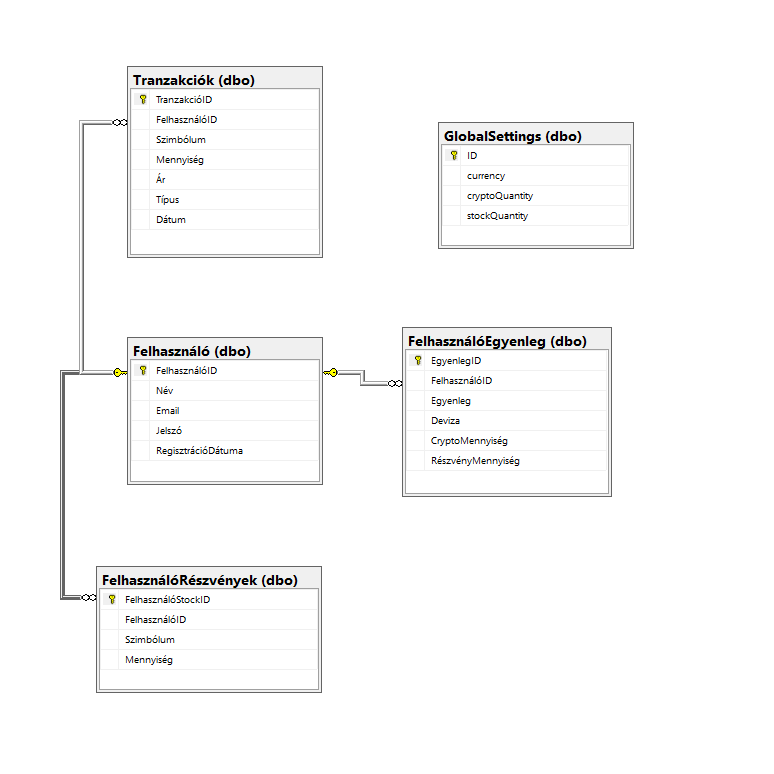 Tranzakciók (dbo)
TranzakcióID
FelhasználóID
Szimbólum
Mennyiség
Ár
Típus
Dátum
GlobalSettings (dbo)
ID
currency
cryptoQuantity
stockQuantity
Felhasználó (dbo)
FelhasználóID
Név
Email
Jelszó
RegisztrációDátuma
FelhasználóEgyenleg (dbo)
EgyenlegID
FelhasználóID
Egyenleg
Deviza
CryptoMennyiség
RészvényMennyiség
FelhasználóRészvények (dbo)
FelhasználóStockID
FelhasználóID
Szimbólum
Mennyiség